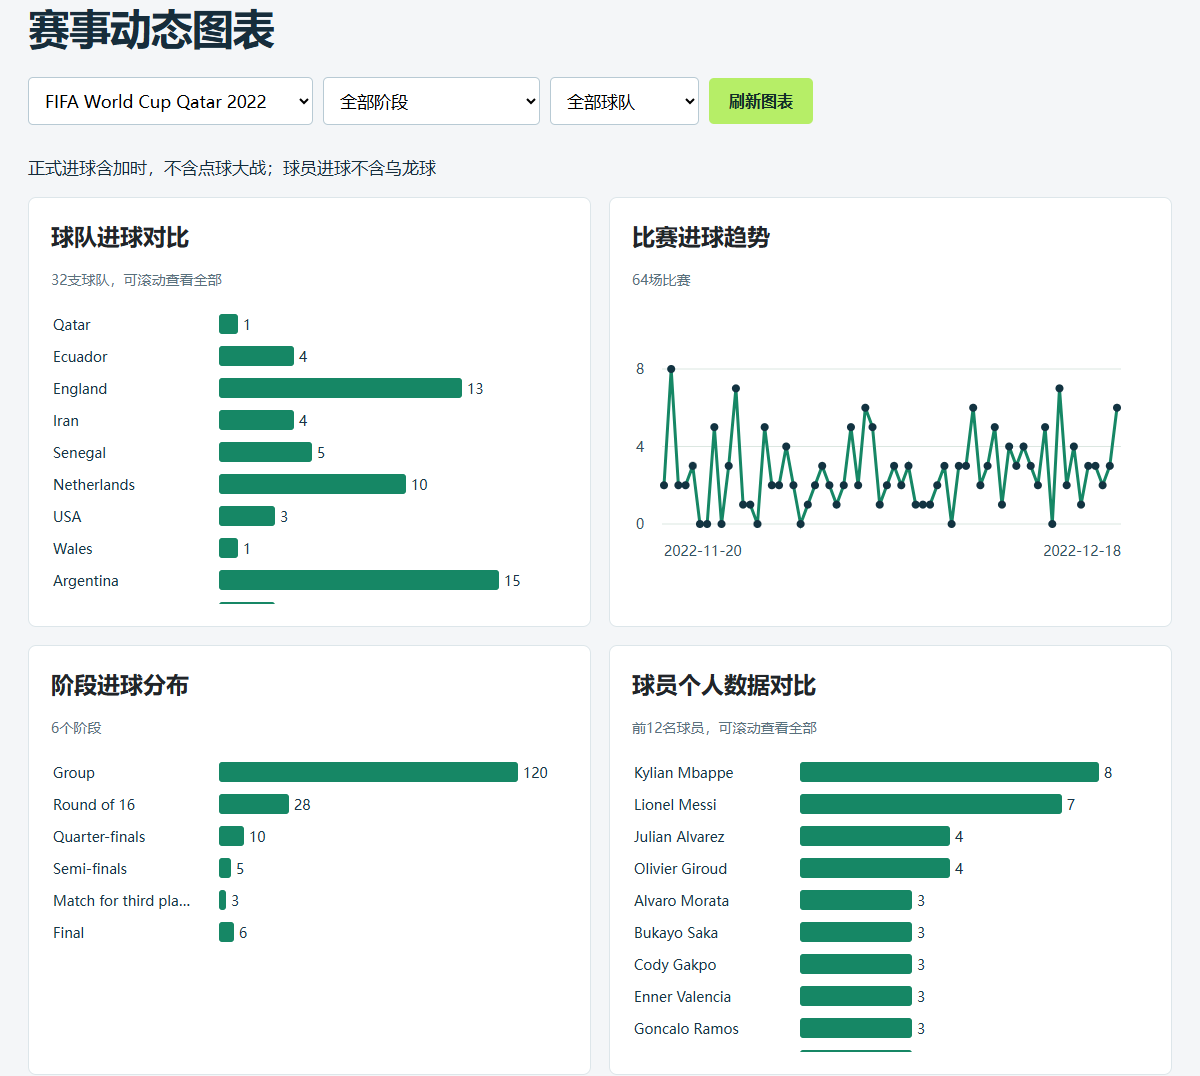 赛事动态图表
FIFA World Cup Qatar 2022
全部阶段
全部球队
刷新图表
正式进球含加时，不含点球大战；球员进球不含乌龙球
球队进球对比
32支球队，可滚动查看全部
Qatar 1
Ecuador 4
England 13
Iran 4
Senegal 5
Netherlands 10
USA 3
Wales 1
Argentina 15
比赛进球趋势
64场比赛
8
4
0
2022-11-20 2022-12-18
阶段进球分布
6个阶段
Group 120
Round of 16 28
Quarter-finals 10
Semi-finals 5
Match for third pla... 3
Final 6
球员个人数据对比
前12名球员，可滚动查看全部
Kylian Mbappe 8
Lionel Messi 7
Julian Alvarez 4
Olivier Giroud 4
Alvaro Morata 3
Bukayo Saka 3
Cody Gakpo 3
Enner Valencia 3
Goncalo Ramos 3